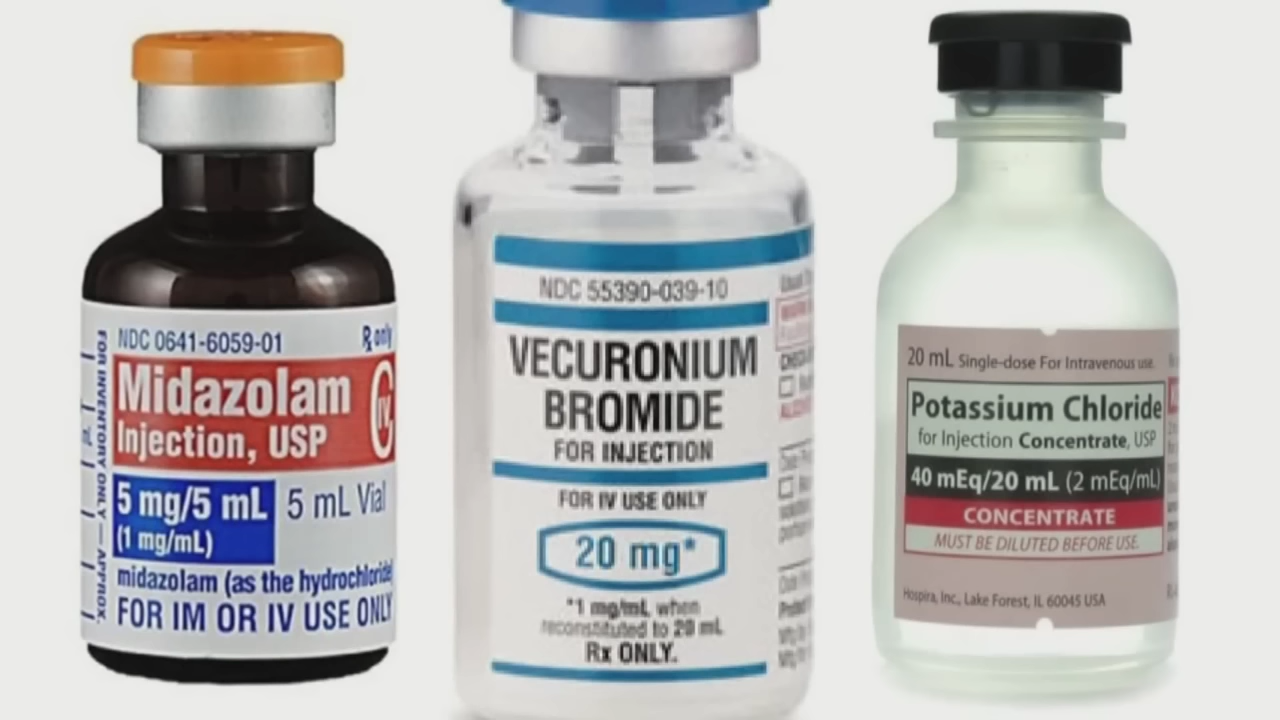 NDC 0641-6059-01
Rx only
Midazolam
Injection, USP
CIV
5 mg/5 mL
5 mL Vial
(1 mg/mL)
midazolam (as the hydrochloride
FOR IM OR IV USE ONLY
FOR INVENTORY ONLY—APPROX.
NDC 55390-039-10
VECURONIUM
BROMIDE
FOR INJECTION
FOR IV USE ONLY
20 mg*
*1 mg/mL when
reconstituted to 20 mL
Rx ONLY.
20 mL Single-dose For Intravenous use.
Potassium Chloride
for Injection Concentrate, USP
40 mEq/20 mL (2 mEq/mL)
CONCENTRATE
MUST BE DILUTED BEFORE USE.
Hospira, Inc., Lake Forest, IL 60045 USA